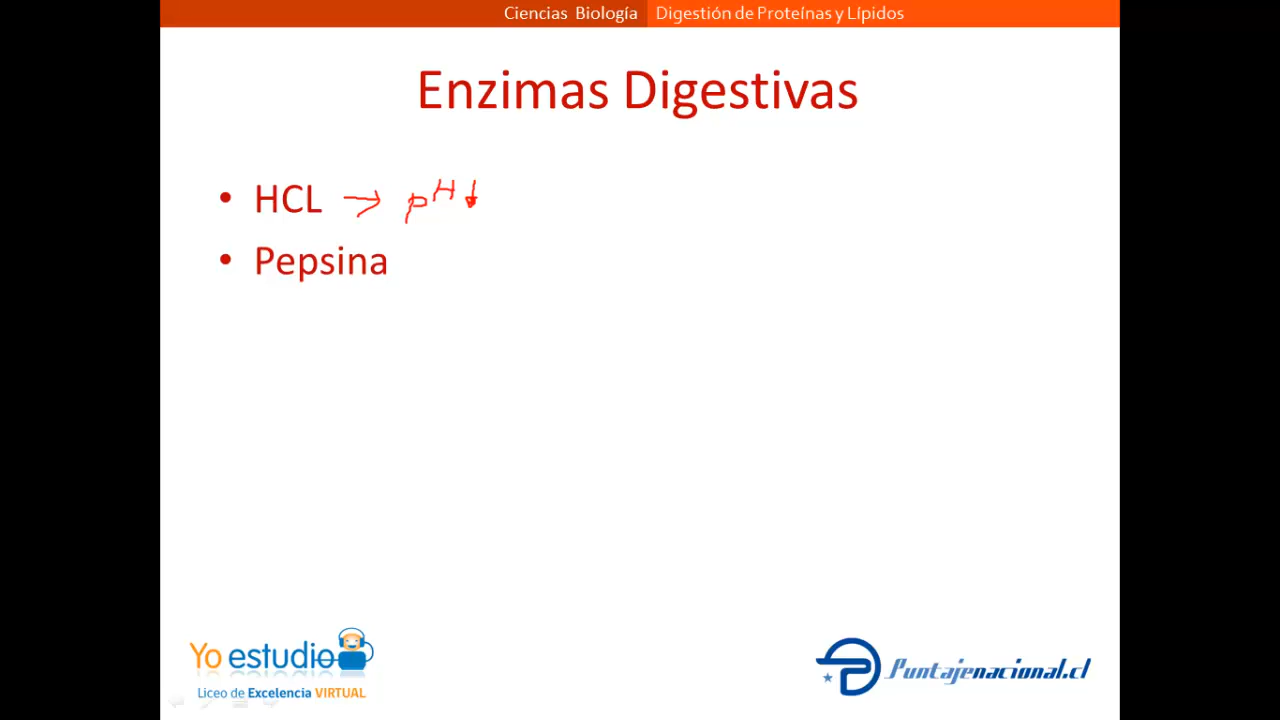 Ciencias Biología Digestión de Proteínas y Lípidos
Enzimas Digestivas
• HCL → pH↓
• Pepsina
Yo estudio
Liceo de Excelencia VIRTUAL
Puntajenacional.cl